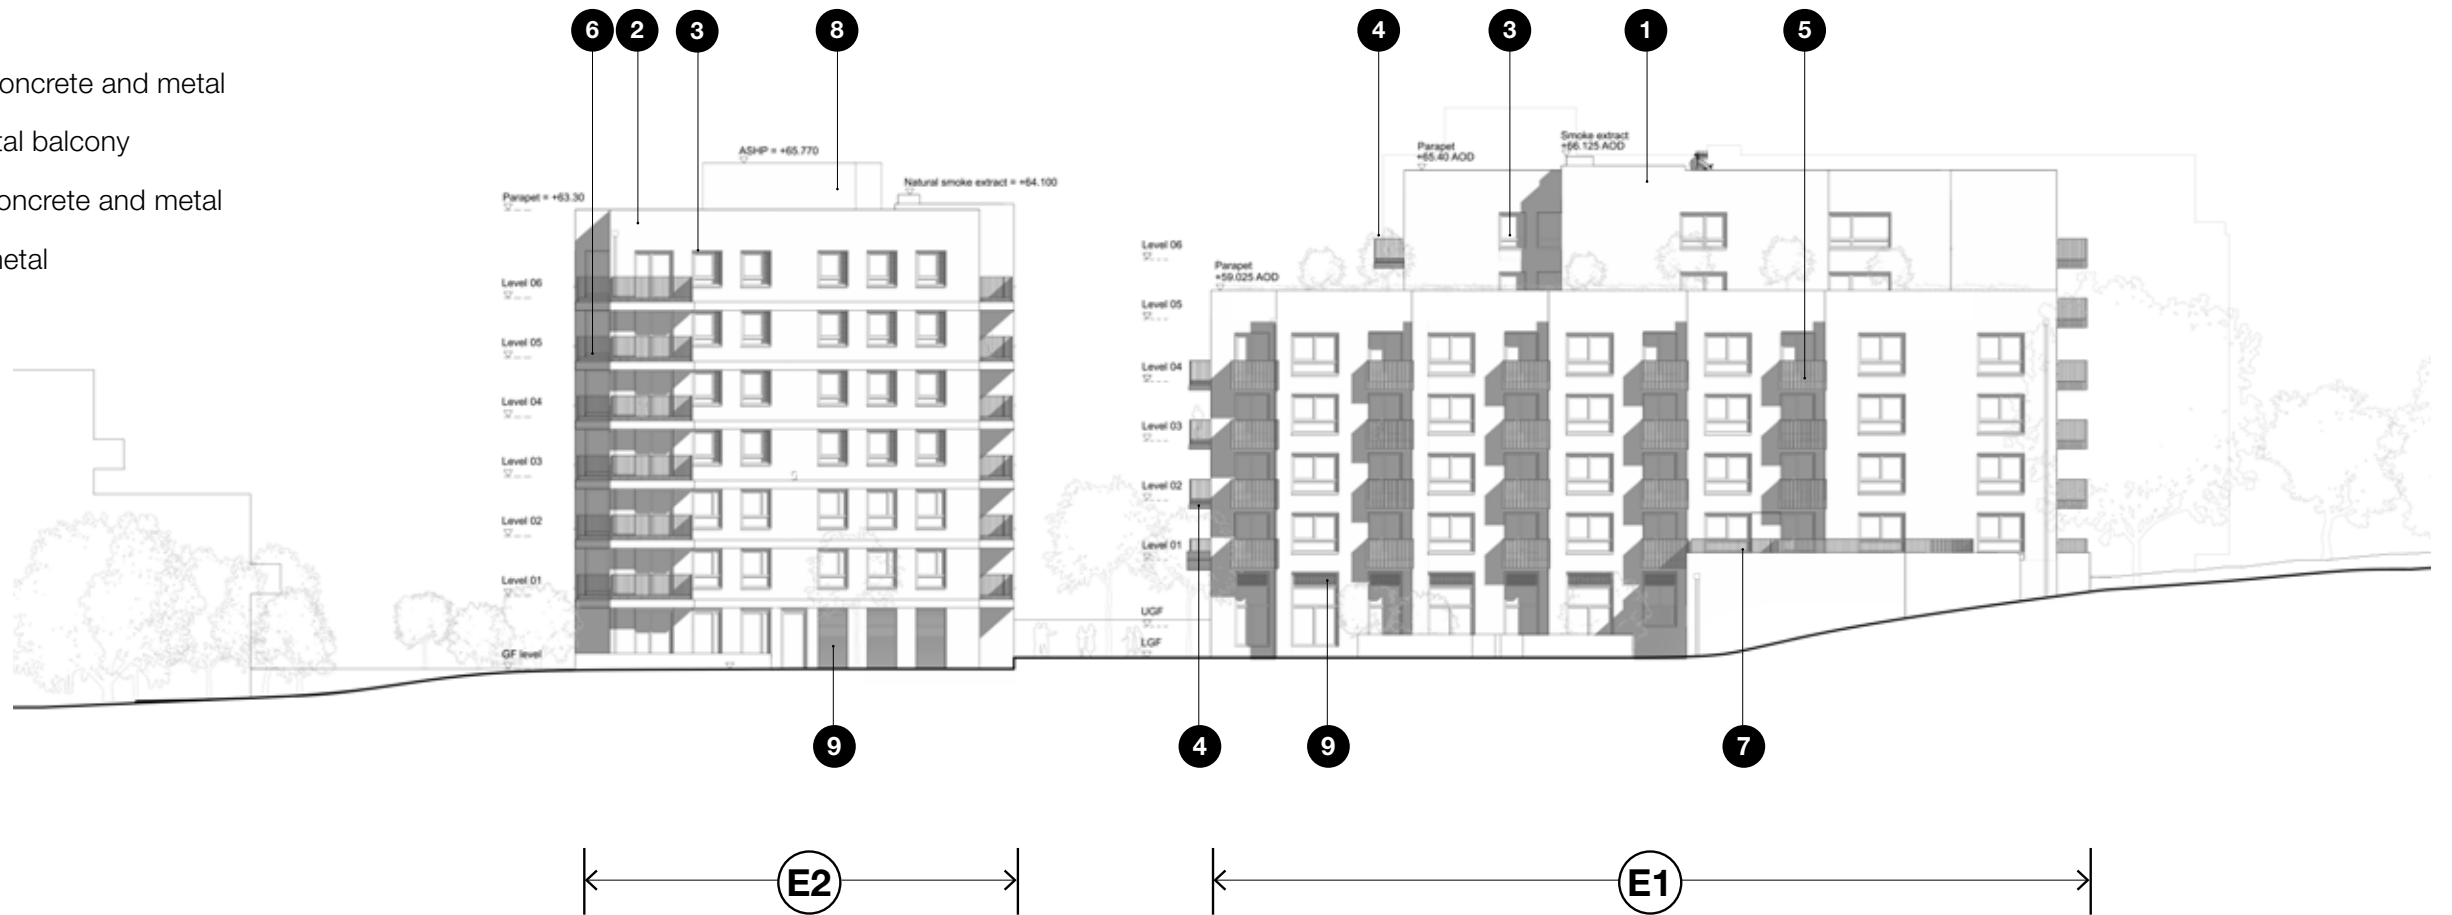 6 2 3 8 4 3 1 5
oncrete and metal
tal balcony
oncrete and metal
netal
ASHP = +65.770
Natural smoke extract = +64.100
Parapet = +63.30
Level 06
Level 05
Level 04
Level 03
Level 02
Level 01
GF level
Smoke extract
+66.125 AOD
Parapet
+65.40 AOD
Parapet
+59.025 AOD
Level 06
Level 05
Level 04
Level 03
Level 02
Level 01
UGF
LGF
9 4 9 7
E2 E1